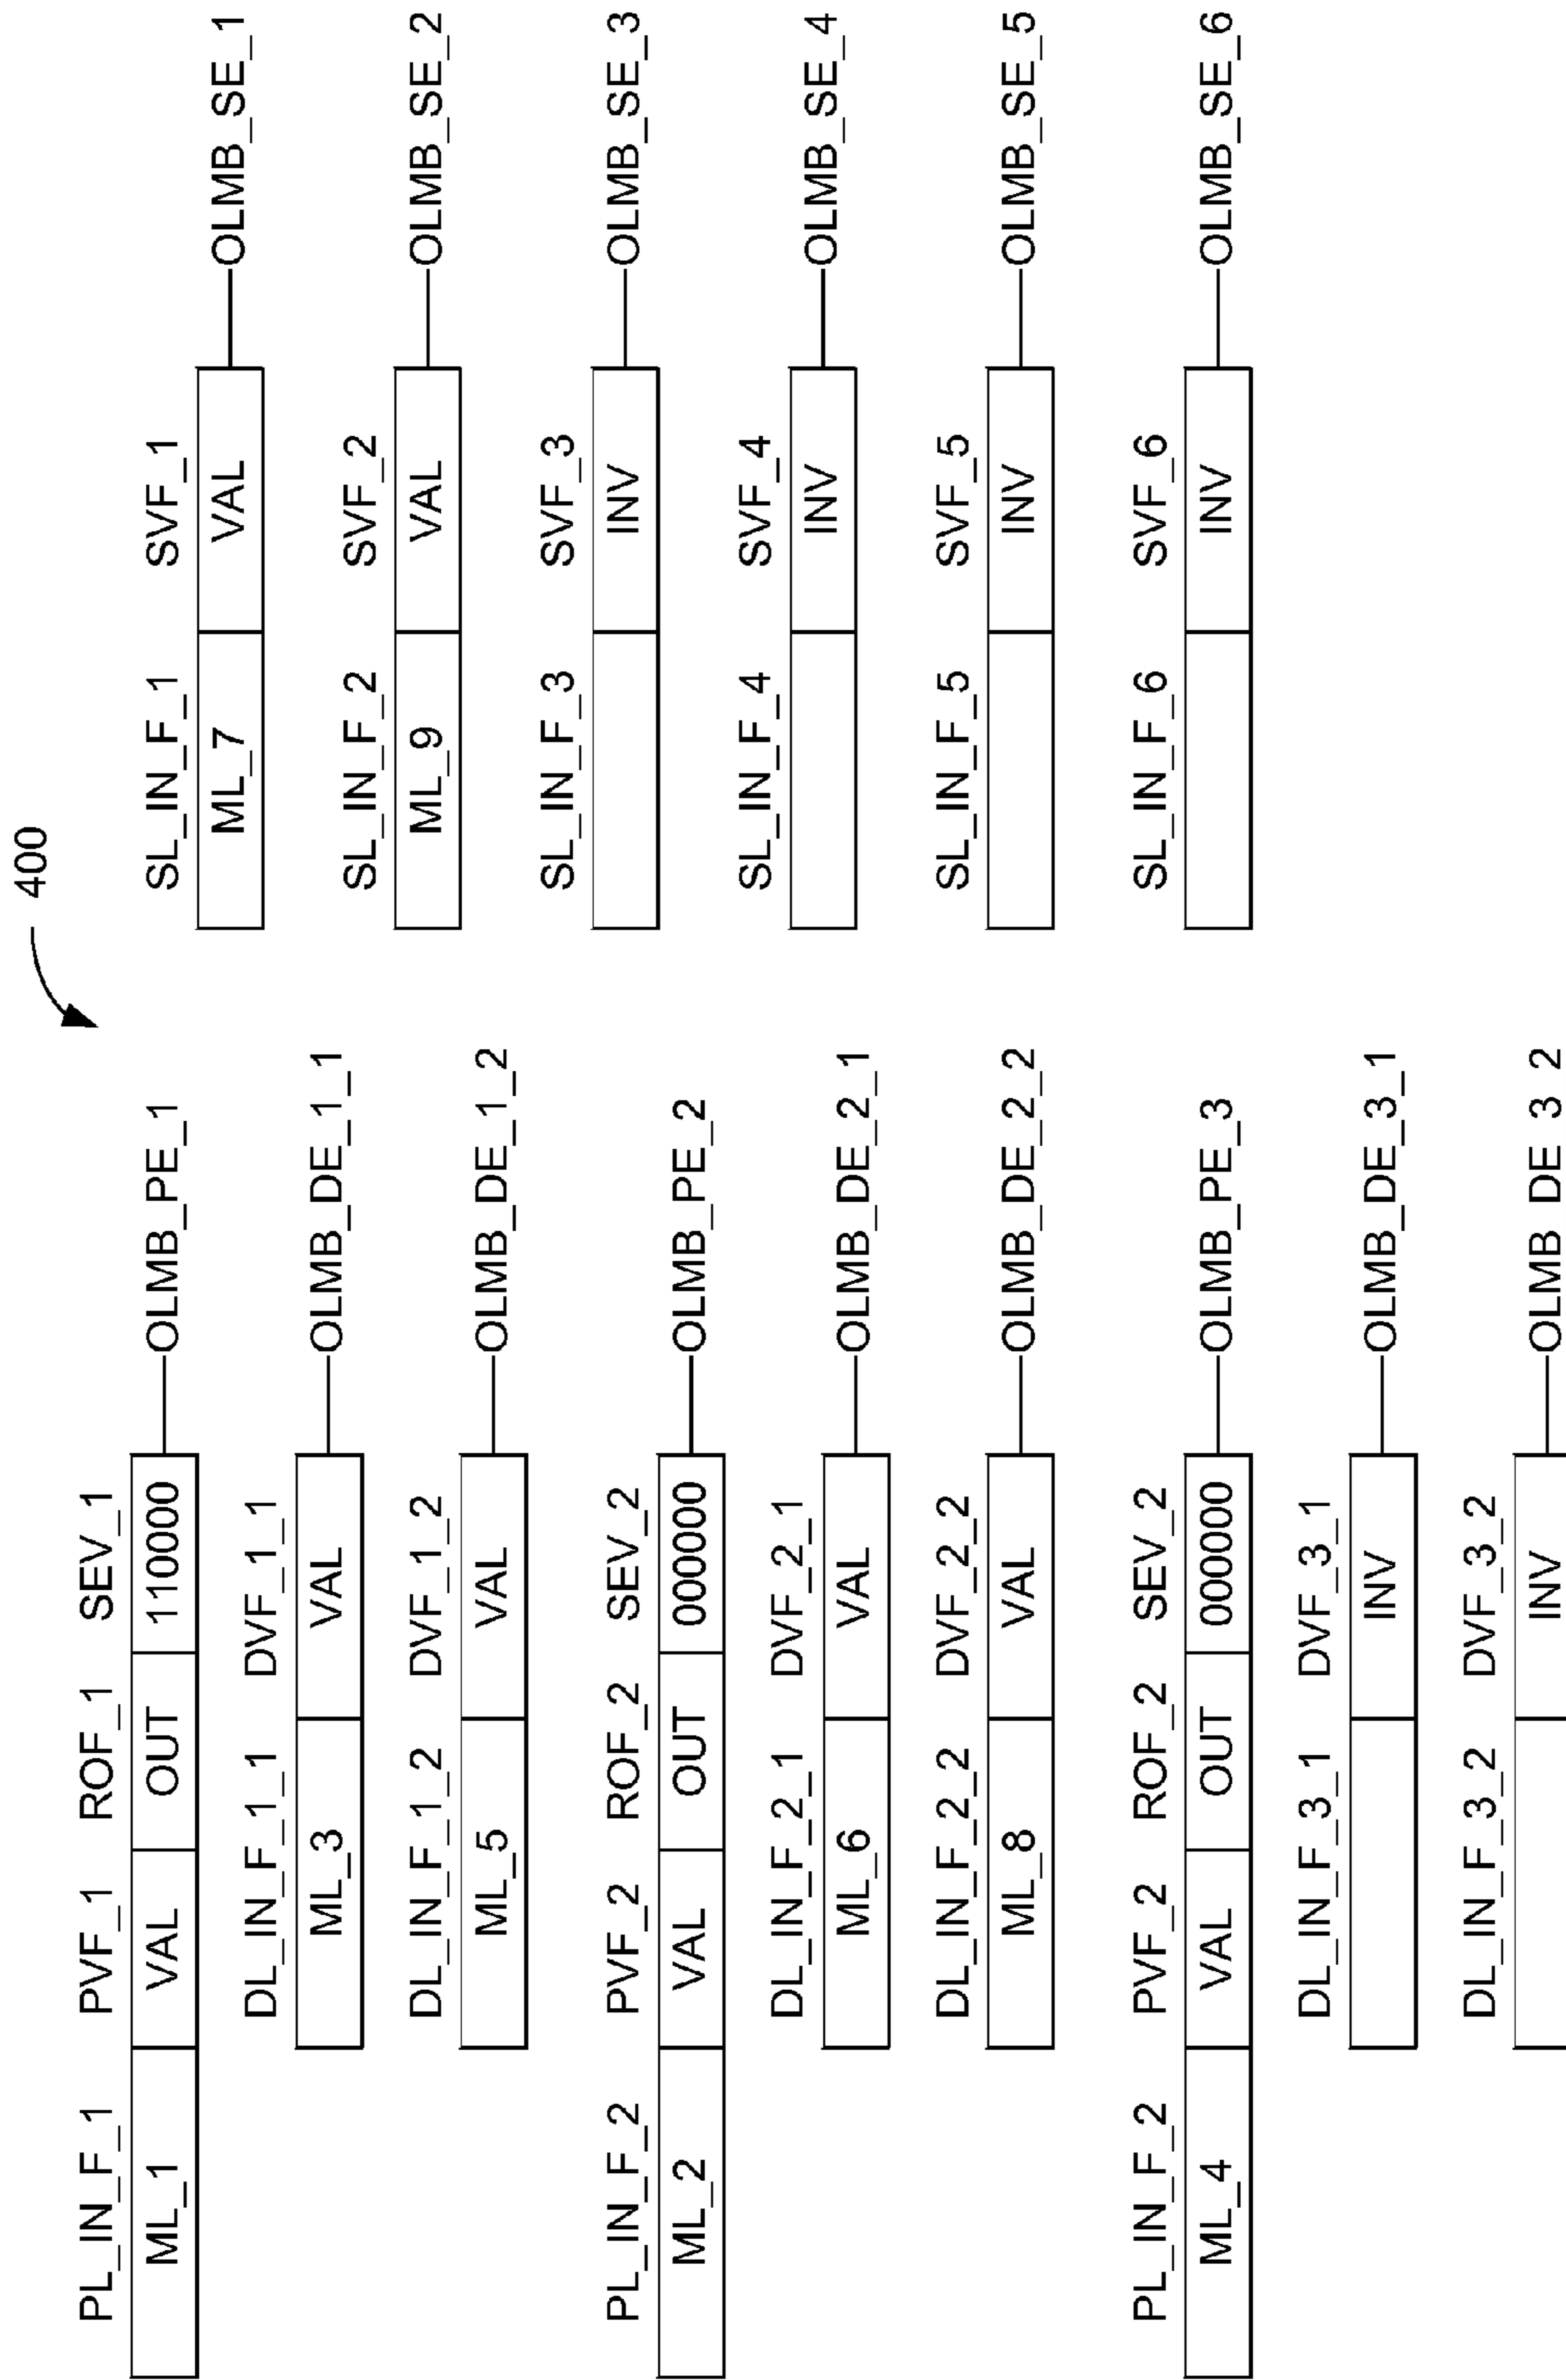 400
PL_IN_F_1 PVF_1 ROF_1 SEV_1
ML_1 VAL OUT 110000 OLMB_PE_1
DL_IN_F_1_1 DVF_1_1
ML_3 VAL OLMB_DE_1_1
DL_IN_F_1_2 DVF_1_2
ML_5 VAL OLMB_DE_1_2
PL_IN_F_2 PVF_2 ROF_2 SEV_2
ML_2 VAL OUT 000000 OLMB_PE_2
DL_IN_F_2_1 DVF_2_1
ML_6 VAL OLMB_DE_2_1
DL_IN_F_2_2 DVF_2_2
ML_8 VAL OLMB_DE_2_2
PL_IN_F_2 PVF_2 ROF_2 SEV_2
ML_4 VAL OUT 000000 OLMB_PE_3
DL_IN_F_3_1 DVF_3_1
INV OLMB_DE_3_1
DL_IN_F_3_2 DVF_3_2
INV OLMB_DE_3_2
SL_IN_F_1 SVF_1
ML_7 VAL OLMB_SE_1
SL_IN_F_2 SVF_2
ML_9 VAL OLMB_SE_2
SL_IN_F_3 SVF_3
INV OLMB_SE_3
SL_IN_F_4 SVF_4
INV OLMB_SE_4
SL_IN_F_5 SVF_5
INV OLMB_SE_5
SL_IN_F_6 SVF_6
INV OLMB_SE_6